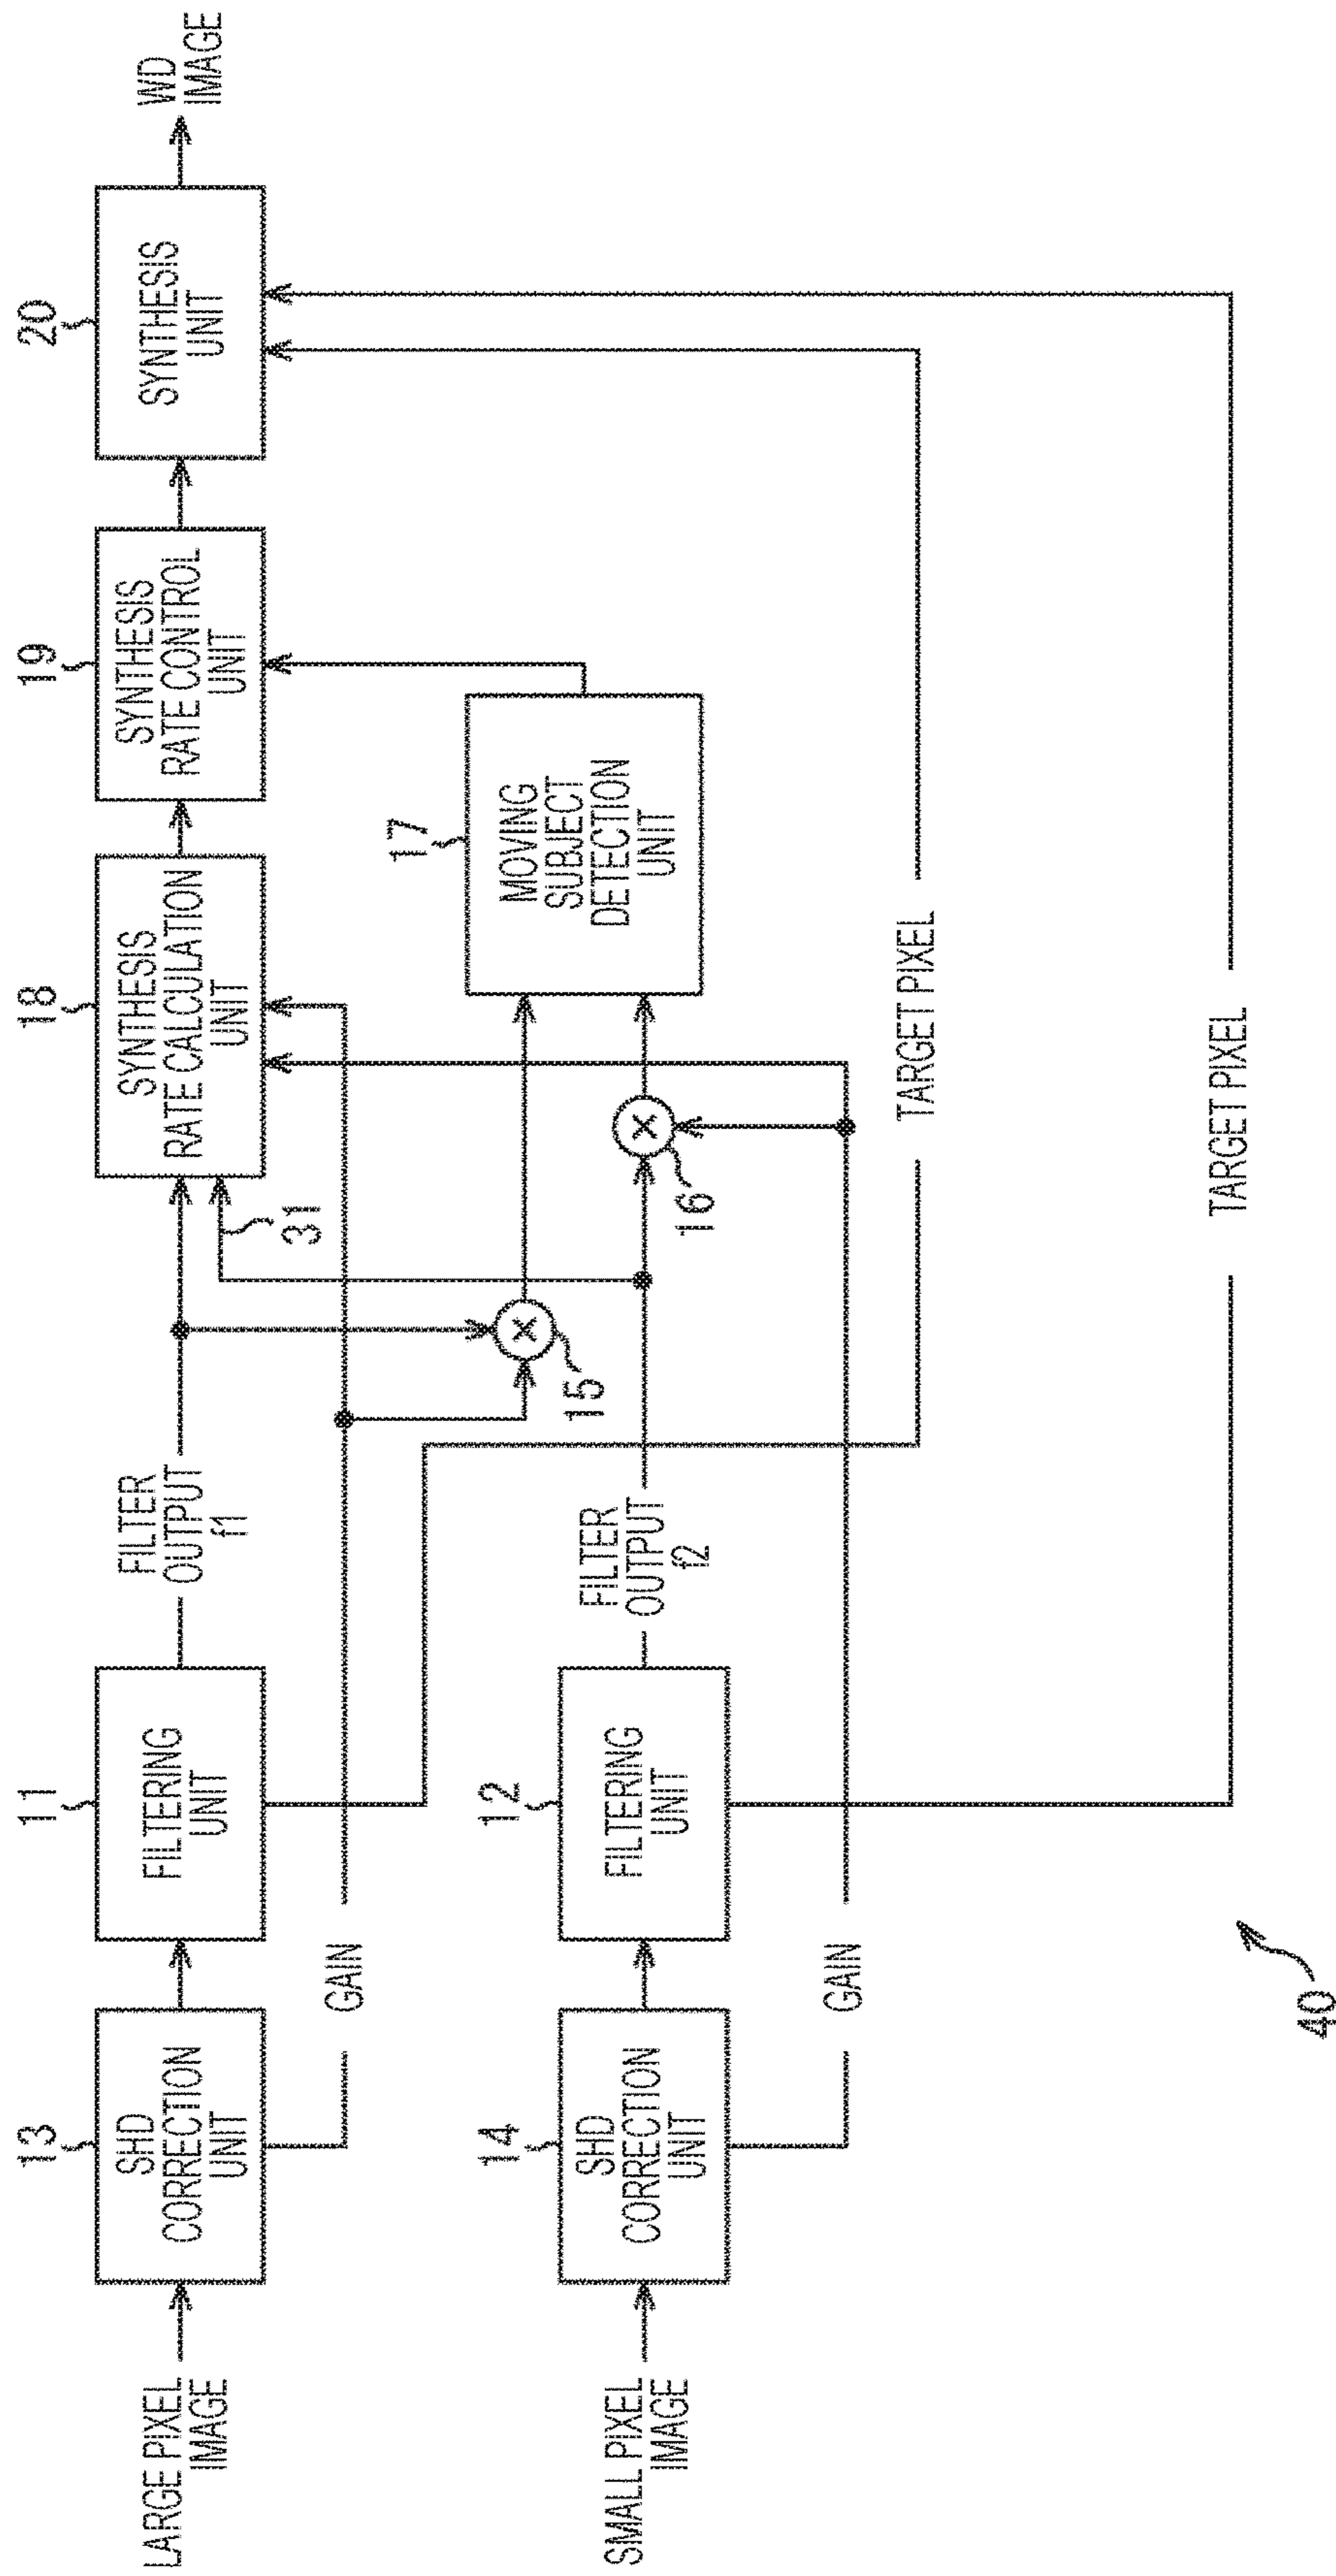 LARGE PIXEL
IMAGE
13
SHD
CORRECTION
UNIT
GAIN
11
FILTERING
UNIT
FILTER
OUTPUT
f1
31
18
SYNTHESIS
RATE CALCULATION
UNIT
19
SYNTHESIS
RATE CONTROL
UNIT
20
SYNTHESIS
UNIT
WD
IMAGE
SMALL PIXEL
IMAGE
14
SHD
CORRECTION
UNIT
GAIN
12
FILTERING
UNIT
FILTER
OUTPUT
f2
×
15
×
16
17
MOVING
SUBJECT
DETECTION
UNIT
TARGET PIXEL
TARGET PIXEL
40